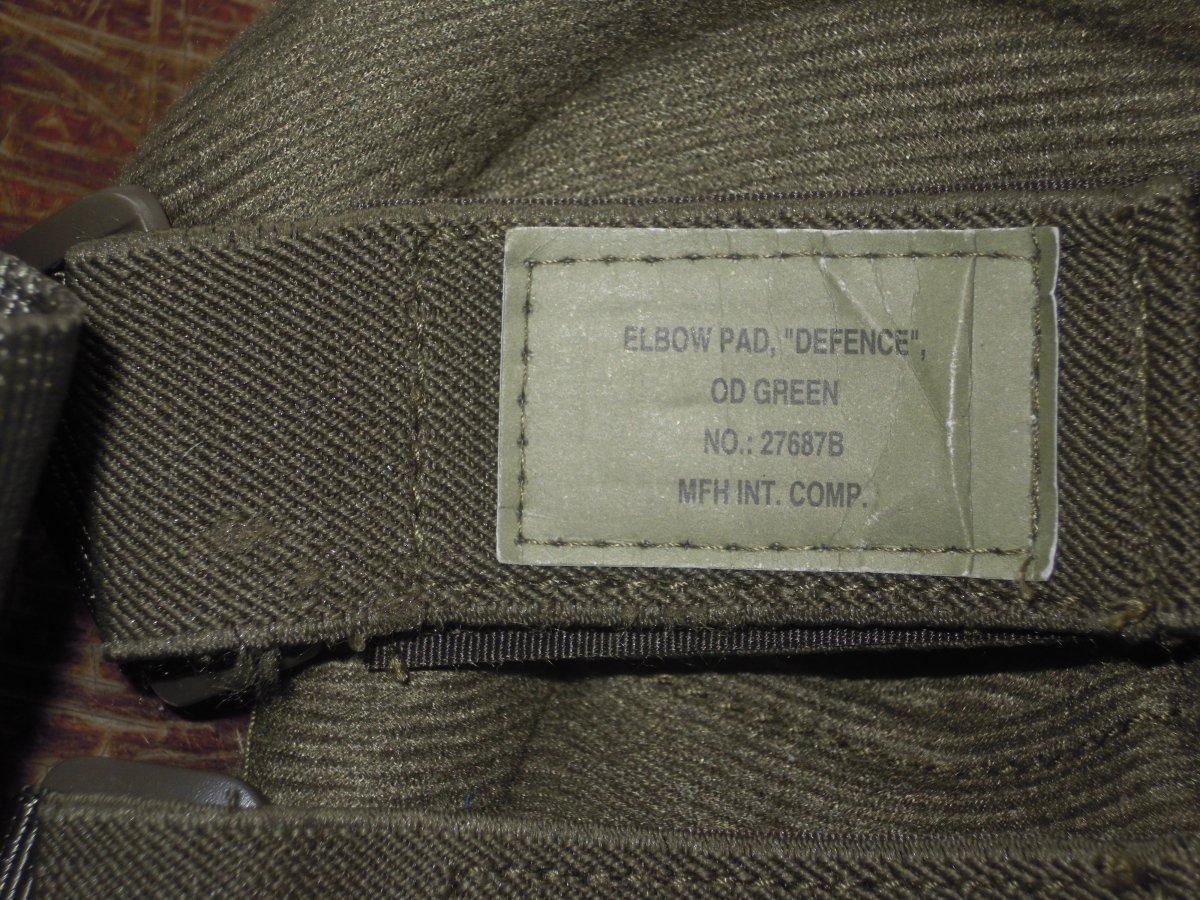 ELBOW PAD, "DEFENCE",
OD GREEN
NO.: 27687B
MFH INT. COMP.